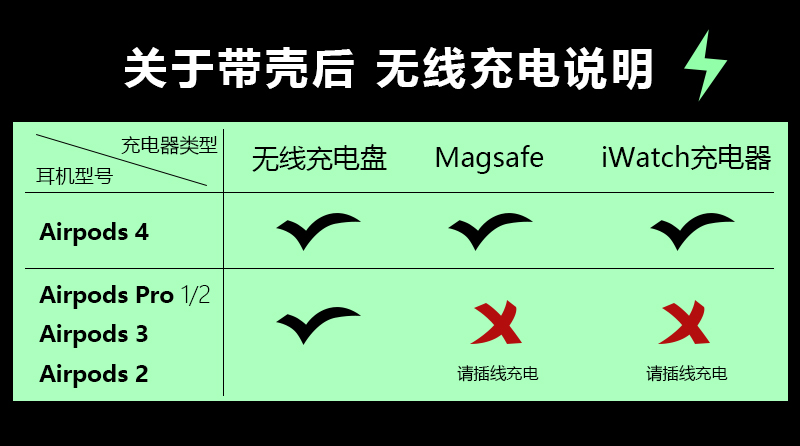 关于带壳后 无线充电说明
充电器类型
耳机型号
无线充电盘 Magsafe iWatch充电器
Airpods 4
Airpods Pro 1/2
Airpods 3
Airpods 2
请插线充电 请插线充电